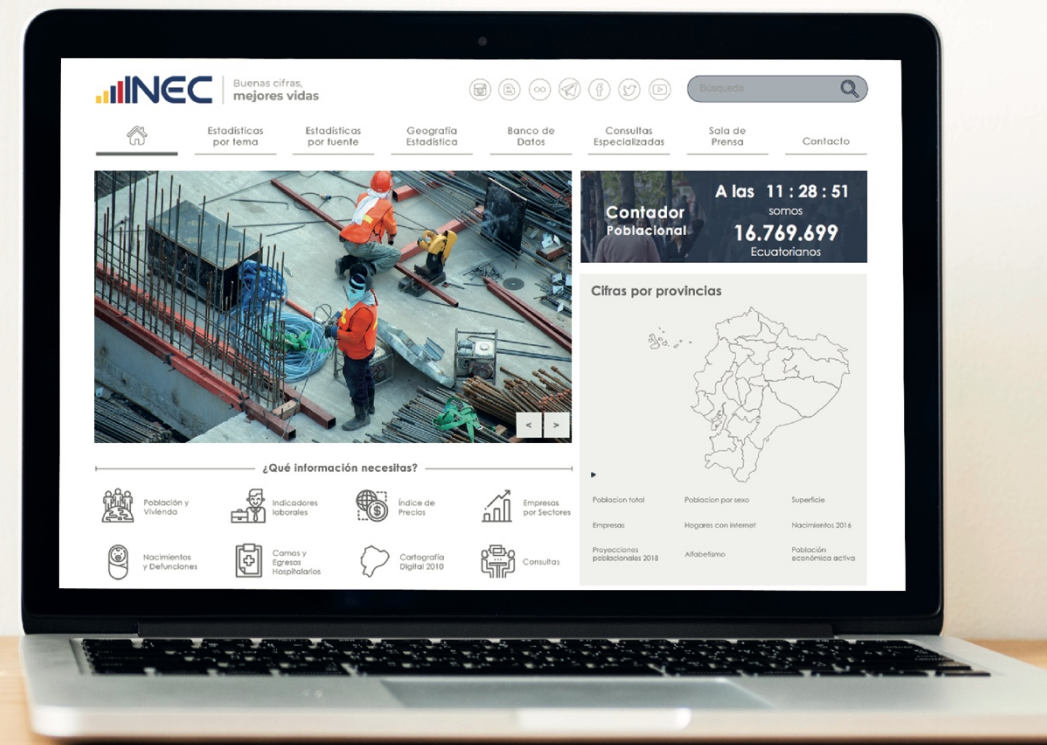 INEC
Buenas cifras,
mejores vidas
Búsqueda
Estadísticas
por tema
Estadísticas
por fuente
Geografía
Estadística
Banco de
Datos
Consultas
Especializadas
Sala de
Prensa
Contacto
Contador
Poblacional
A las 11 : 28 : 51
somos
16.769.699
Ecuatorianos
Cifras por provincias
< >
¿Qué información necesitas?
Población y
Vivienda
Indicadores
laborales
Índice de
Precios
Empresas
por Sectores
Nacimientos
y Defunciones
Camas y
Egresos
Hospitalarios
Cartografía
Digital 2010
Consultas
Poblacion total
Poblacion por sexo
Superficie
Empresas
Hogares con internet
Nacimientos 2016
Proyecciones
poblacionales 2018
Alfabetismo
Población
económica activa